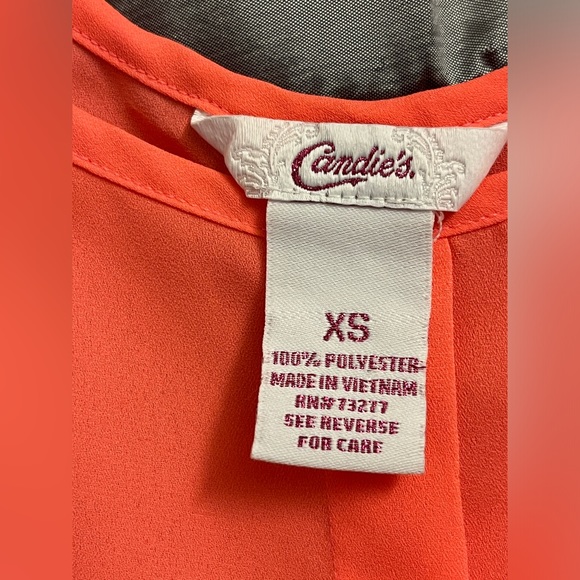 Candie's.
XS
100% POLYESTER
MADE IN VIETNAM
RN# 73277
SEE REVERSE
FOR CARE